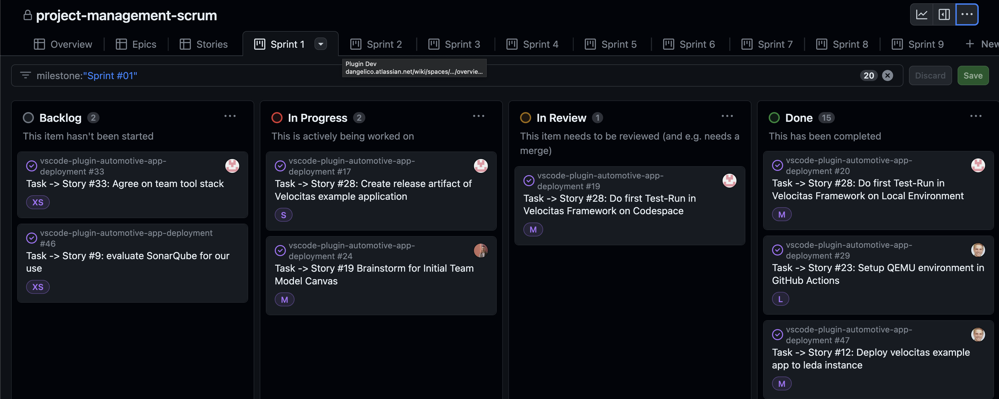 project-management-scrum
Overview
Epics
Stories
Sprint 1
Sprint 2
Sprint 3
Sprint 4
Sprint 5
Sprint 6
Sprint 7
Sprint 8
Sprint 9
New
Plugin Dev
dangelico.atlassian.net/wiki/spaces/.../overvie...
milestone:"Sprint #01"
20
Discard
Save
Backlog 2
This item hasn't been started
vscode-plugin-automotive-app-
deployment #33
Task -> Story #33: Agree on team tool stack
XS
vscode-plugin-automotive-app-deployment
#46
Task -> Story #9: evaluate SonarQube for our
use
XS
In Progress 2
This is actively being worked on
vscode-plugin-automotive-app-
deployment #17
Task -> Story #28: Create release artifact of
Velocitas example application
S
vscode-plugin-automotive-app-
deployment #24
Task -> Story #19 Brainstorm for Initial Team
Model Canvas
M
In Review 1
This item needs to be reviewed (and e.g. needs a
merge)
vscode-plugin-automotive-app-
deployment #19
Task -> Story #28: Do first Test-Run in
Velocitas Framework on Codespace
M
Done 15
This has been completed
vscode-plugin-automotive-app-
deployment #20
Task -> Story #28: Do first Test-Run in
Velocitas Framework on Local Environment
M
vscode-plugin-automotive-app-
deployment #29
Task -> Story #23: Setup QEMU environment in
GitHub Actions
L
vscode-plugin-automotive-app-
deployment #47
Task -> Story #12: Deploy velocitas example
app to leda instance
M